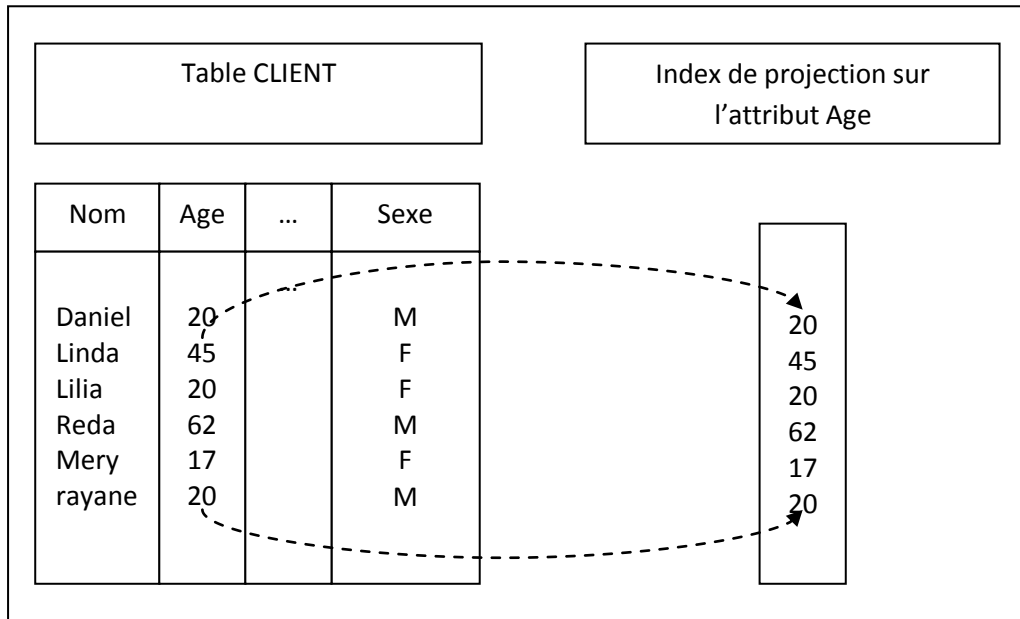 Table CLIENT
Index de projection sur
l'attribut Age
Nom Age ... Sexe
...
Daniel 20 M
Linda 45 F
Lilia 20 F
Reda 62 M
Mery 17 F
rayane 20 M
20
45
20
62
17
20